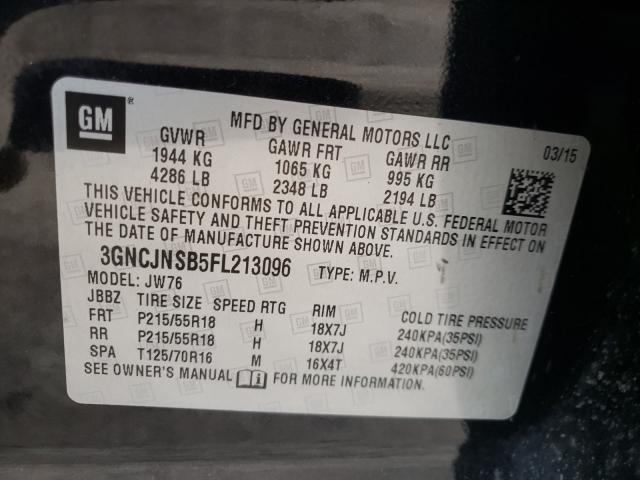 GM ®
MFD BY GENERAL MOTORS LLC 03/15
GVWR GAWR FRT GAWR RR
1944 KG 1065 KG 995 KG
4286 LB 2348 LB 2194 LB
THIS VEHICLE CONFORMS TO ALL APPLICABLE U.S. FEDERAL MOTOR
VEHICLE SAFETY AND THEFT PREVENTION STANDARDS IN EFFECT ON
THE DATE OF MANUFACTURE SHOWN ABOVE.
3GNCJNSB5FL213096 TYPE: M.P.V.
MODEL: JW76
JBBZ TIRE SIZE SPEED RTG RIM COLD TIRE PRESSURE
FRT P215/55R18 H 18X7J 240KPA(35PSI)
RR P215/55R18 H 18X7J 240KPA(35PSI)
SPA T125/70R16 M 16X4T 420KPA(60PSI)
SEE OWNER'S MANUAL FOR MORE INFORMATION.